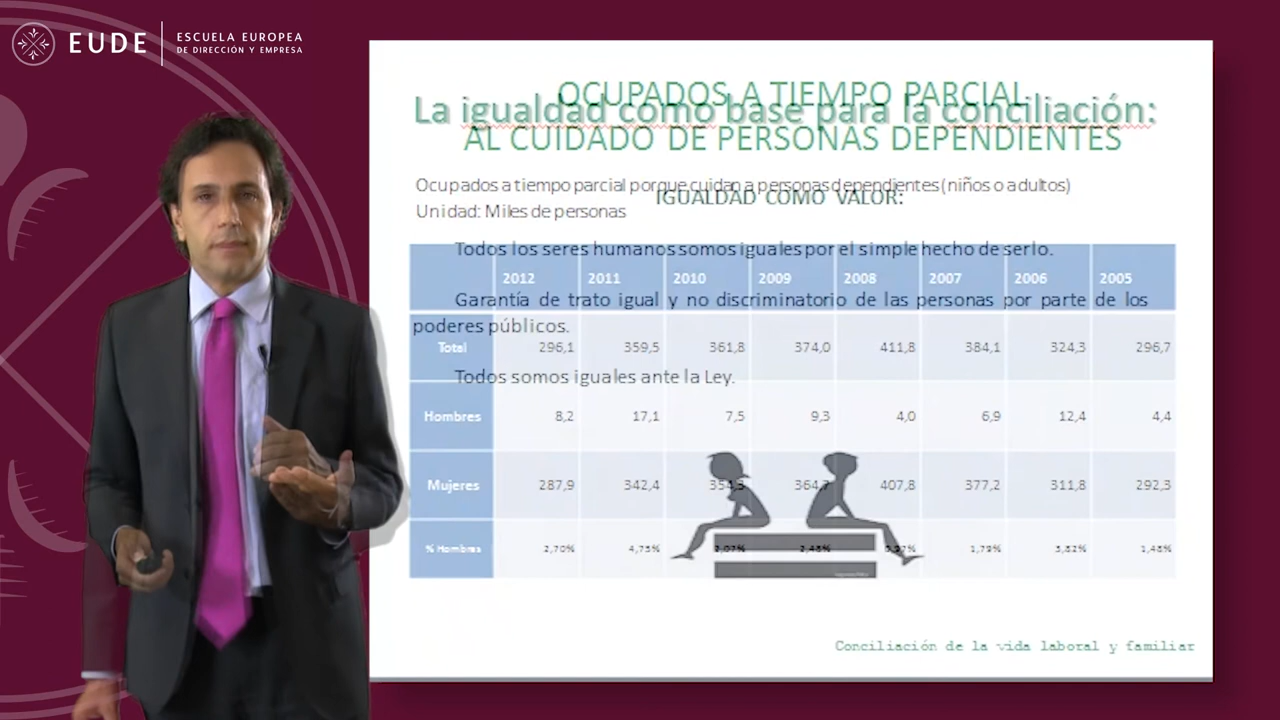 EUDE
ESCUELA EUROPEA
DE DIRECCIÓN Y EMPRESA
OCUPADOS A TIEMPO PARCIAL
La igualdad como base para la conciliación:
AL CUIDADO DE PERSONAS DEPENDIENTES
Ocupados a tiempo parcial porque cuidan a personas dependientes (niños o adultos)
IGUALDAD COMO VALOR:
Unidad: Miles de personas
Todos los seres humanos somos iguales por el simple hecho de serlo.
2012 2011 2010 2009 2008 2007 2006 2005
Garantía de trato igual y no discriminatorio de las personas por parte de los
poderes públicos.
Total 296,1 359,5 361,8 374,0 411,8 384,1 324,3 296,7
Todos somos iguales ante la Ley.
Hombres 8,2 17,1 7,5 9,3 4,0 6,9 12,4 4,4
Mujeres 287,9 342,4 407,8 377,2 311,8 292,3
% Hombres 2,70% 4,75% 2,07% 2,48% 1,79% 3,82% 1,48%
Conciliación de la vida laboral y familiar